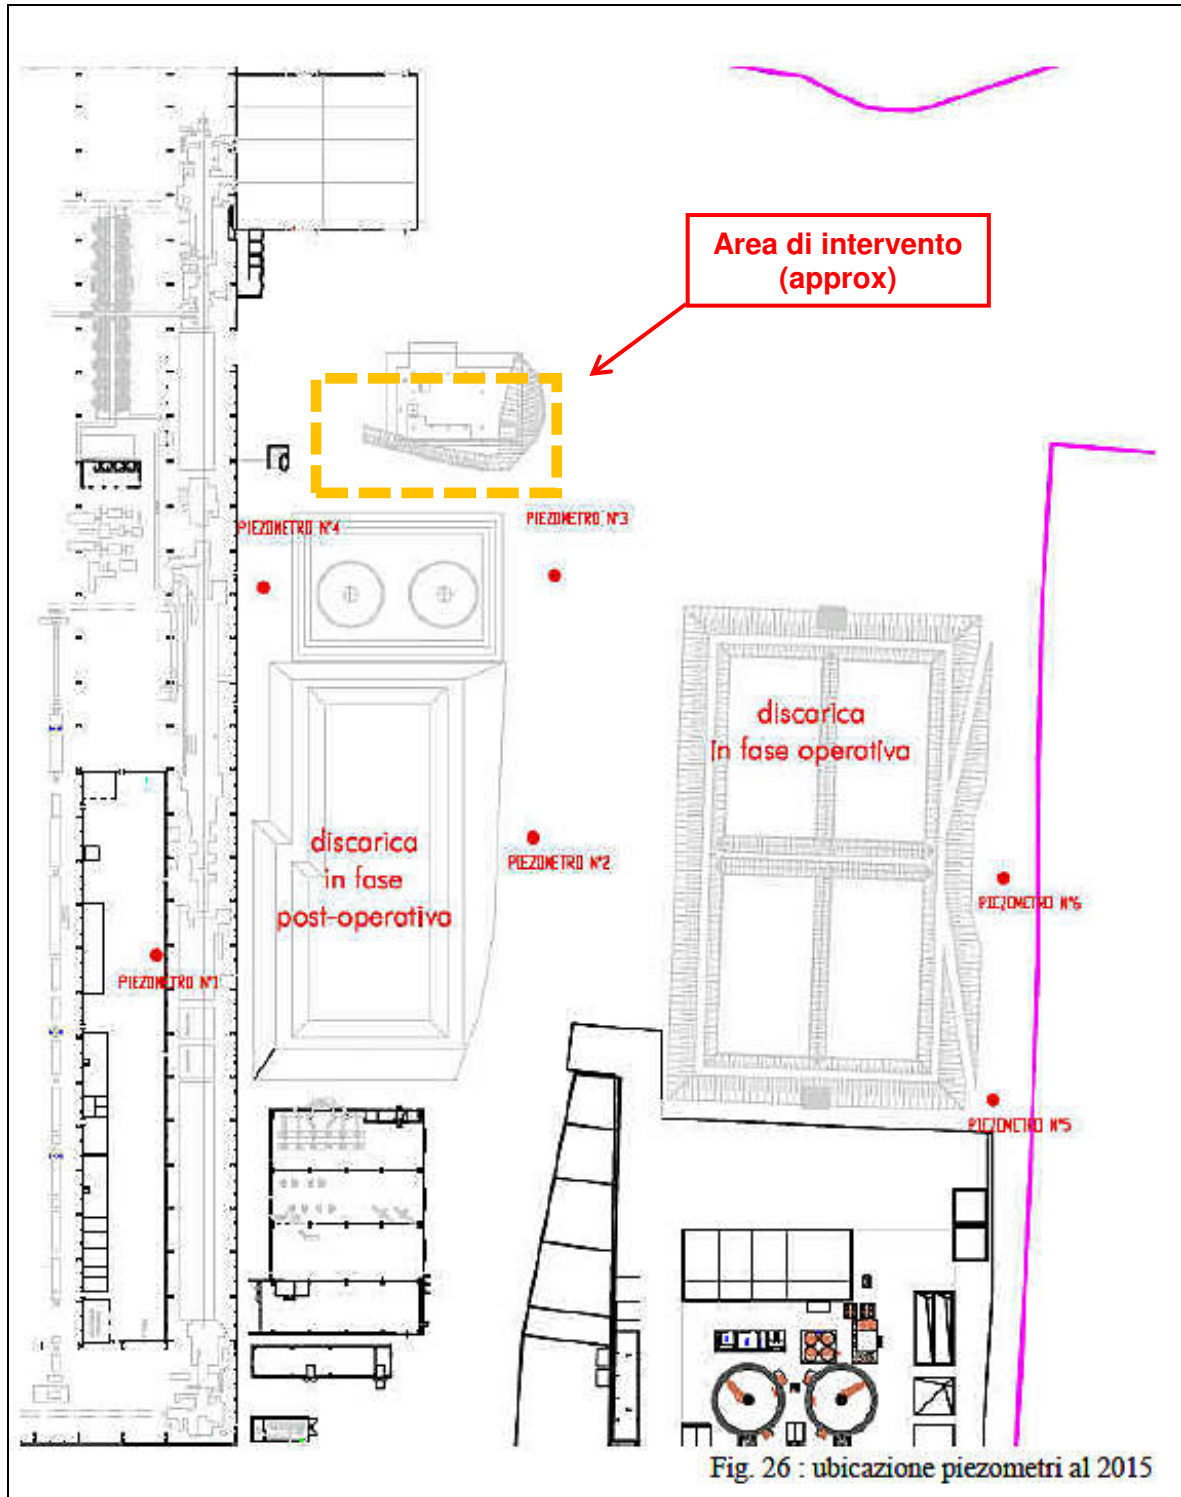 Area di intervento
(approx)
PIEZOMETRO N°4
PIEZOMETRO N°3
discarica
in fase operativa
discarica
in fase
post-operativa
PIEZOMETRO N°2
PIEZOMETRO N°6
PIEZOMETRO N°1
PIEZOMETRO N°5
Fig. 26 : ubicazione piezometri al 2015